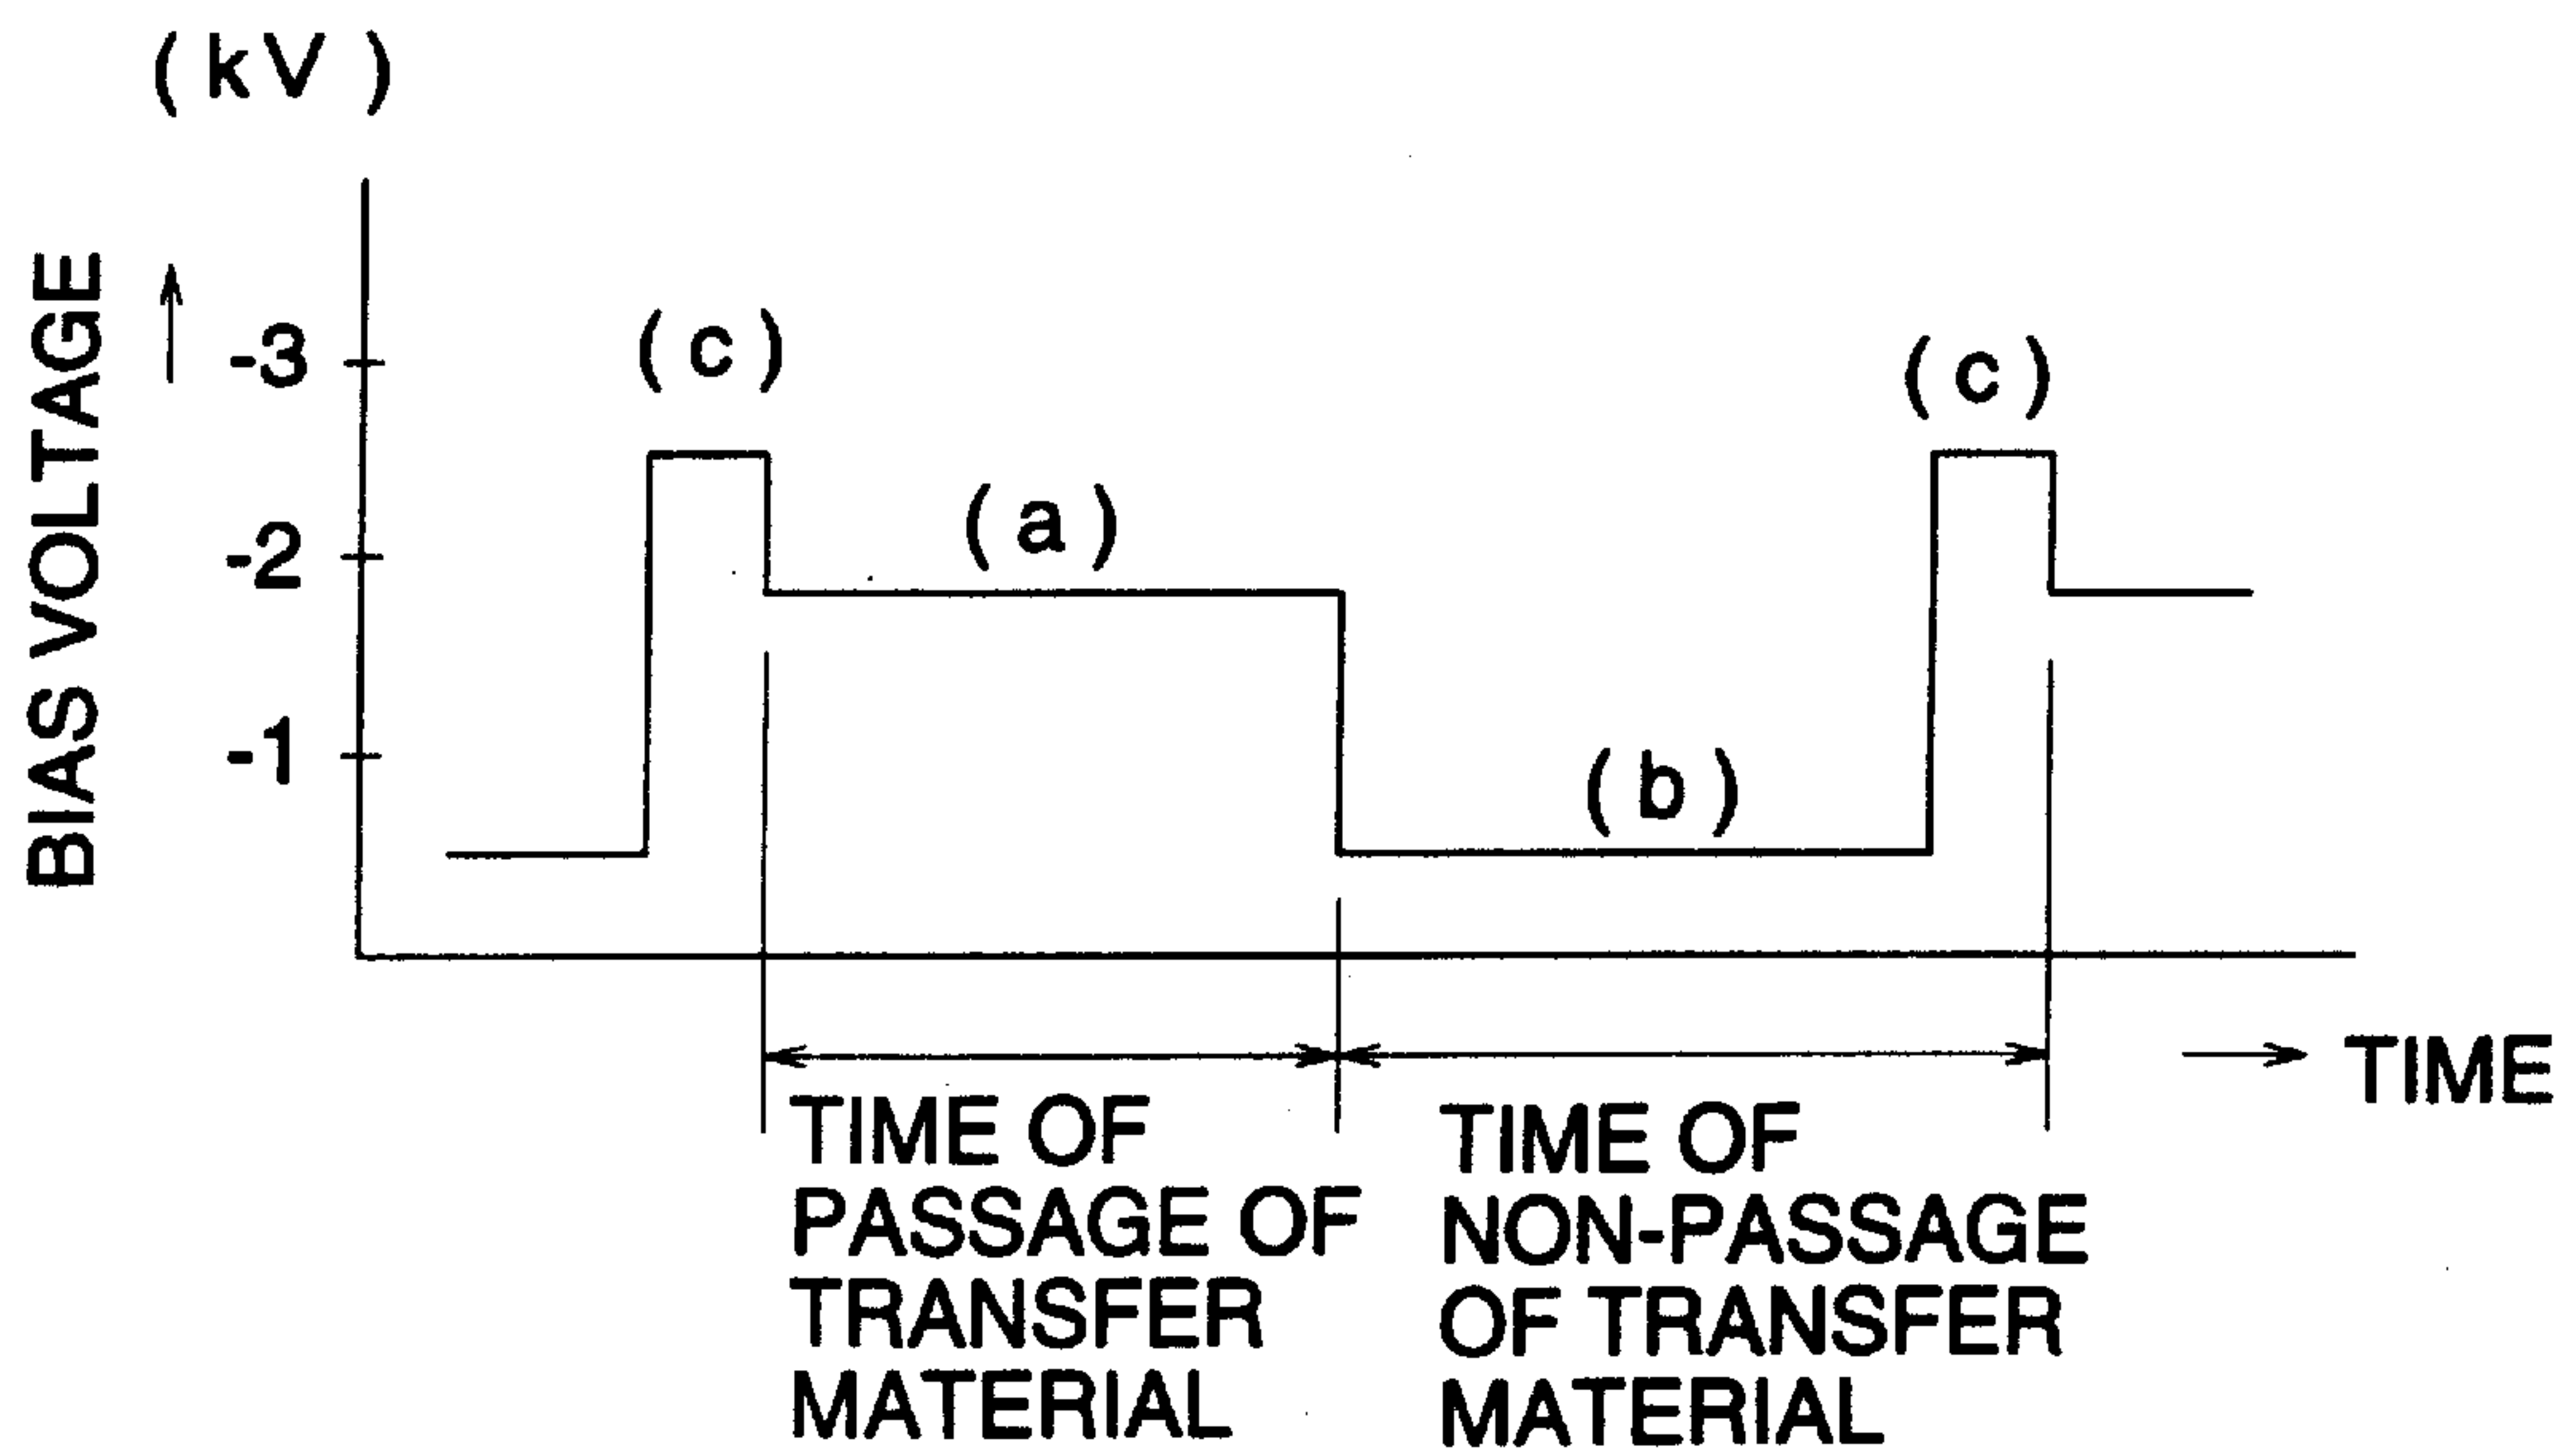 ( kV )
BIAS VOLTAGE
-3
-2
-1
( c )
( a )
( b )
( c )
TIME
TIME OF
PASSAGE OF
TRANSFER
MATERIAL
TIME OF
NON-PASSAGE
OF TRANSFER
MATERIAL